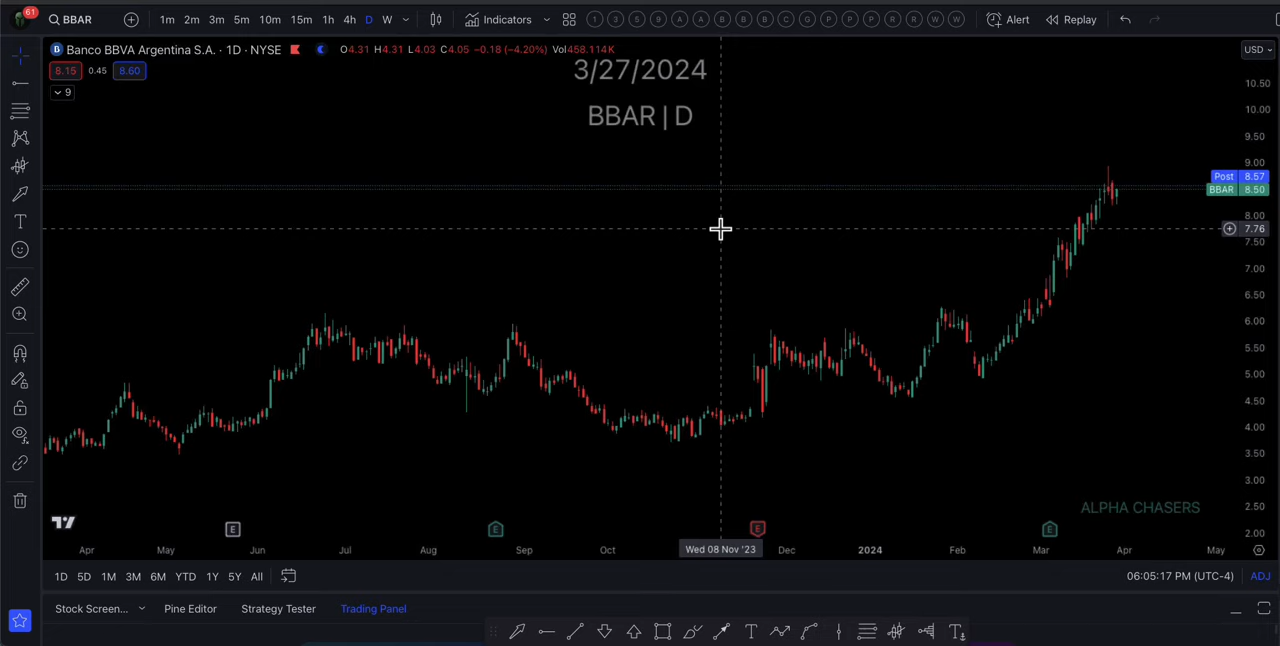 61 BBAR 1m 2m 3m 5m 10m 15m 1h 4h D W Indicators 1 3 5 9 A A B B B C G P P P R R W W Alert Replay
B Banco BBVA Argentina S.A. · 1D · NYSE O4.31 H4.31 L4.03 C4.05 −0.18 (−4.20%) Vol458.114K USD
8.15 0.45 8.60
9
3/27/2024
BBAR | D
10.50
10.00
9.50
9.00
Post 8.57
BBAR 8.50
8.00
7.76
7.50
7.00
6.50
6.00
5.50
5.00
4.50
4.00
3.50
3.00
2.50
2.00
ALPHA CHASERS
E E E E
Apr May Jun Jul Aug Sep Oct Wed 08 Nov '23 Dec 2024 Feb Mar Apr May
1D 5D 1M 3M 6M YTD 1Y 5Y All 06:05:17 PM (UTC-4) ADJ
Stock Screen... Pine Editor Strategy Tester Trading Panel